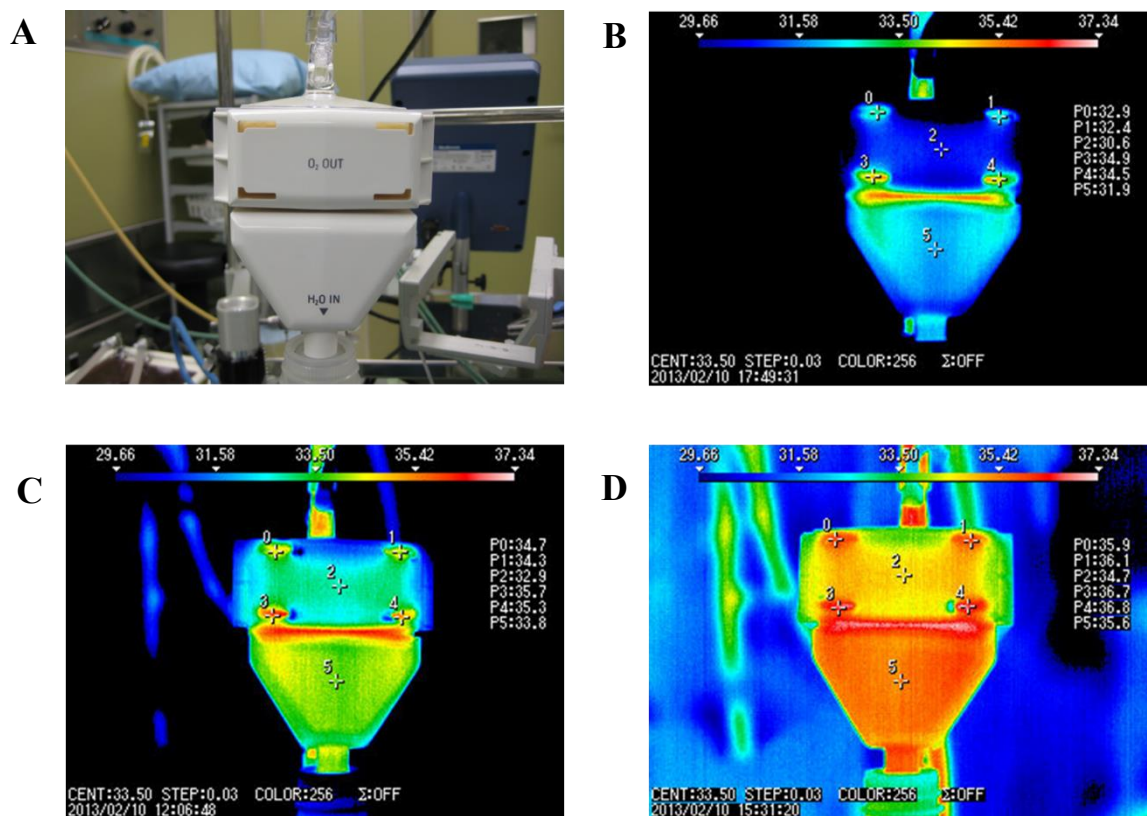 A
O₂ OUT
H₂O IN
B
29.66 31.58 33.50 35.42 37.34
0
1
2
3
4
5
P0:32.9
P1:32.4
P2:30.6
P3:34.9
P4:34.5
P5:31.9
CENT:33.50 STEP:0.03 COLOR:256 Σ:OFF
2013/02/10 17:49:31
C
29.66 31.58 33.50 35.42 37.34
0
1
2
3
4
5
P0:34.7
P1:34.3
P2:32.9
P3:35.7
P4:35.3
P5:33.8
CENT:33.50 STEP:0.03 COLOR:256 Σ:OFF
2013/02/10 12:06:48
D
29.66 31.58 33.50 35.42 37.34
0
1
2
3
4
5
P0:35.9
P1:36.1
P2:34.7
P3:36.7
P4:36.8
P5:35.6
CENT:33.50 STEP:0.03 COLOR:256 Σ:OFF
2013/02/10 15:31:20